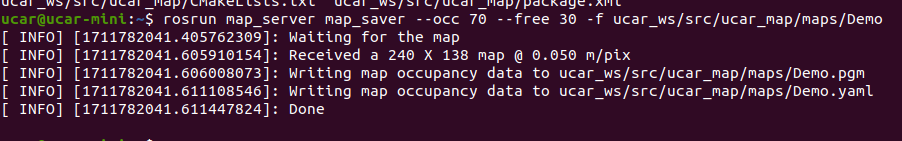 ucar_ws/src/ucar_map/CMakeLists.txt  ucar_ws/src/ucar_map/package.xml
ucar@ucar-mini:~$ rosrun map_server map_saver --occ 70 --free 30 -f ucar_ws/src/ucar_map/maps/Demo
[ INFO] [1711782041.405762309]: Waiting for the map
[ INFO] [1711782041.605910154]: Received a 240 X 138 map @ 0.050 m/pix
[ INFO] [1711782041.606008073]: Writing map occupancy data to ucar_ws/src/ucar_map/maps/Demo.pgm
[ INFO] [1711782041.611108546]: Writing map occupancy data to ucar_ws/src/ucar_map/maps/Demo.yaml
[ INFO] [1711782041.611447824]: Done